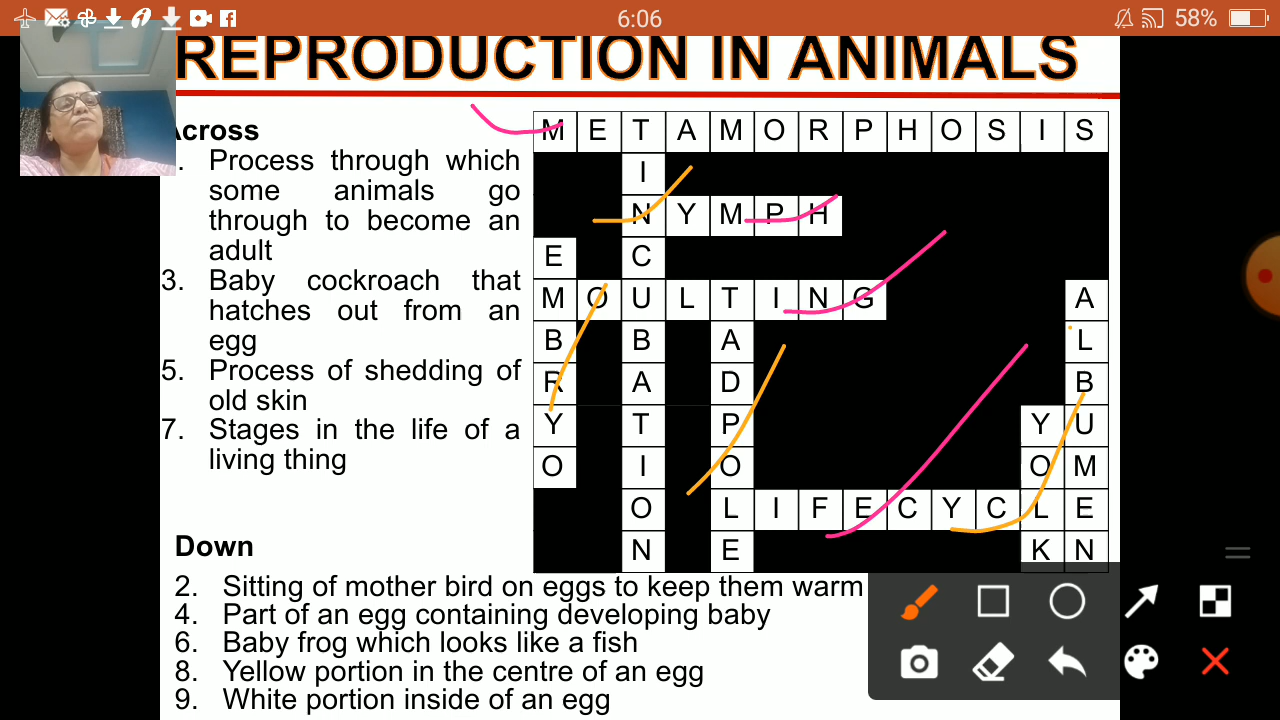 6:06
58%
REPRODUCTION IN ANIMALS
Across
Process through which
some animals go
through to become an
adult
3. Baby cockroach that
hatches out from an
egg
5. Process of shedding of
old skin
7. Stages in the life of a
living thing
METAMORPHOSIS
I
NYMPH
E C
MOULTING A
B B A L
R A D B
Y T P Y U
O I O O M
O LIFECYCLE E
N E K N
Down
2. Sitting of mother bird on eggs to keep them warm
4. Part of an egg containing developing baby
6. Baby frog which looks like a fish
8. Yellow portion in the centre of an egg
9. White portion inside of an egg